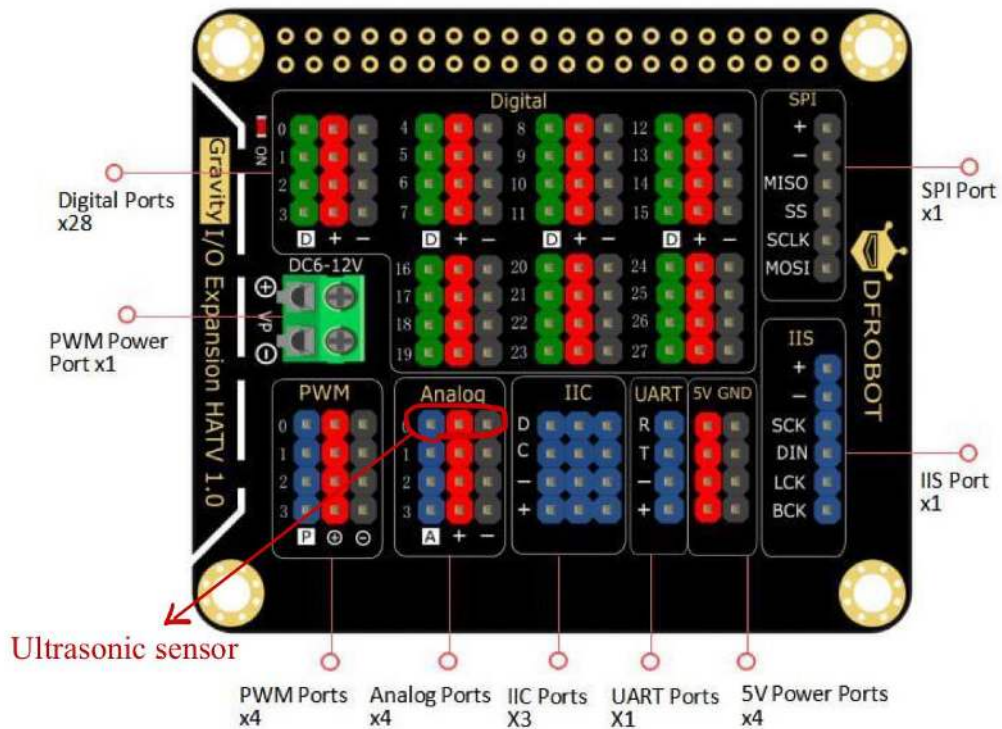 Digital
SPI
0
1
2
3
4
5
6
7
8
9
10
11
12
13
14
15
D + −
D + −
D + −
D + −
+
−
MISO
SS
SCLK
MOSI
ON
Gravity I/O Expansion HATV 1.0
DC6-12V
+ VP −
16
17
18
19
20
21
22
23
24
25
26
27
DFROBOT
IIS
+
−
SCK
DIN
LCK
BCK
PWM
0
1
2
3
P + −
Analog
0
1
2
3
A + −
IIC
D
C
−
+
UART
R
T
−
+
5V GND
Digital Ports
x28
PWM Power
Port x1
SPI Port
x1
IIS Port
x1
Ultrasonic sensor
PWM Ports
x4
Analog Ports
x4
IIC Ports
X3
UART Ports
X1
5V Power Ports
x4